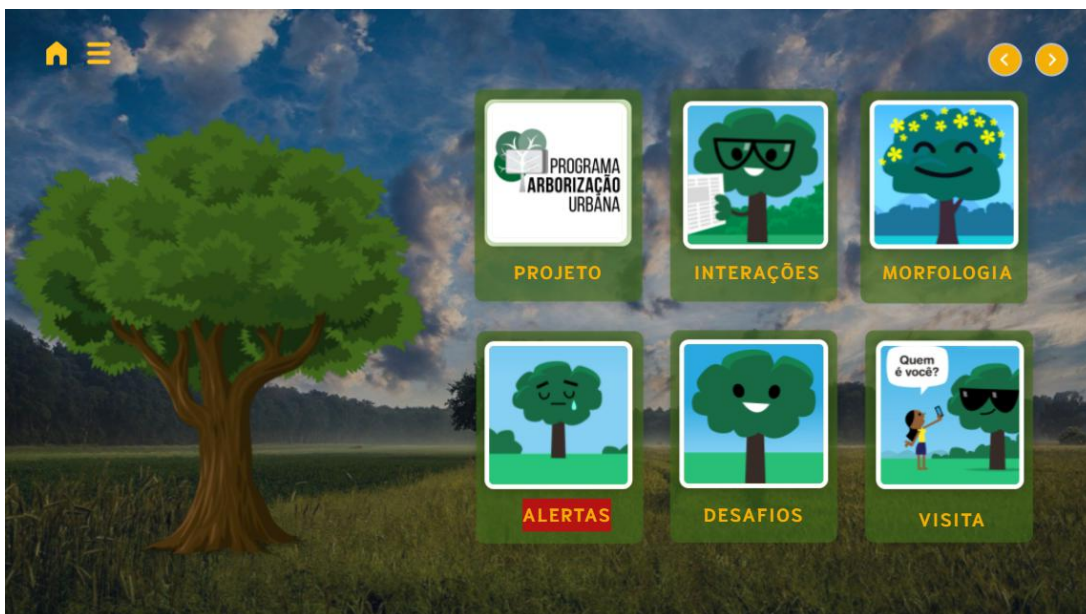 PROGRAMA
ARBORIZAÇÃO
URBANA
PROJETO
INTERAÇÕES
MORFOLOGIA
Quem
é você?
ALERTAS
DESAFIOS
VISITA